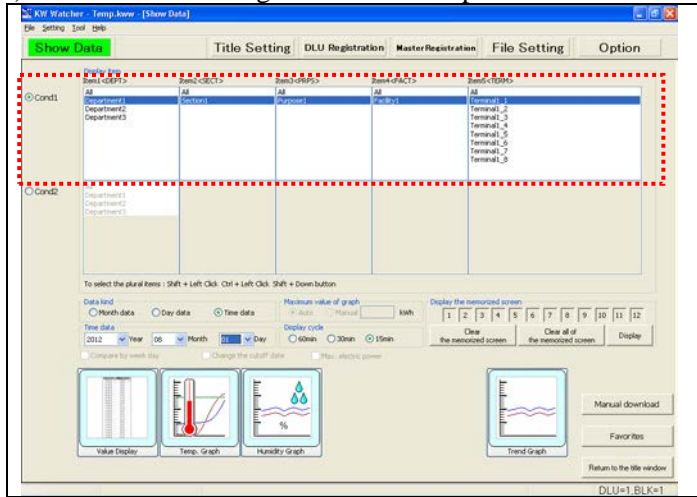 KW Watcher - Temp.kww - [Show Data]
File Setting Tool Help
Show Data Title Setting DLU Registration Master Registration File Setting Option
Display item
Item1<DEPT> Item2<SECT> Item3<PRPS> Item4<FACT> Item5<TERM>
Cond1
All All All All All
Department1 Section1 Purpose1 Facility1 Terminal1_1
Department2 Terminal1_2
Department3 Terminal1_3
Terminal1_4
Terminal1_5
Terminal1_6
Terminal1_7
Terminal1_8
Cond2
All
Department1
Department2
Department3
To select the plural items : Shift + Left Click Ctrl + Left Click Shift + Down button
Data kind Maximum value of graph Display the memorized screen
Month data Day data Time data Auto Manual kWh 1 2 3 4 5 6 7 8 9 10 11 12
Time data Display cycle
2012 Year 08 Month 01 Day 60min 30min 15min Clear the memorized screen Clear all of the memorized screen Display
Compare by week day Change the cutoff date Max. electric power
%
Value Display Temp. Graph Humidity Graph Trend Graph
Manual download
Favorites
Return to the title window
DLU=1,BLK=1